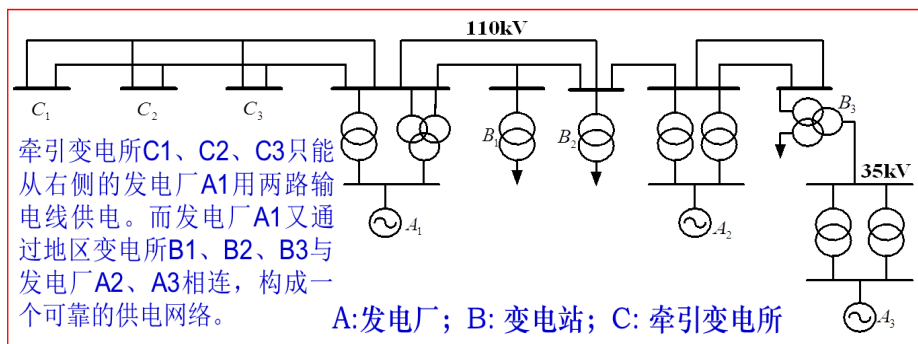 110kV
C1
C2
C3
B1
B2
B3
35kV
牵引变电所C1、C2、C3只能
从右侧的发电厂A1用两路输
电线供电。而发电厂A1又通
过地区变电所B1、B2、B3与
发电厂A2、A3相连，构成一
个可靠的供电网络。
A1
A2
A3
A:发电厂；B: 变电站；C: 牵引变电所